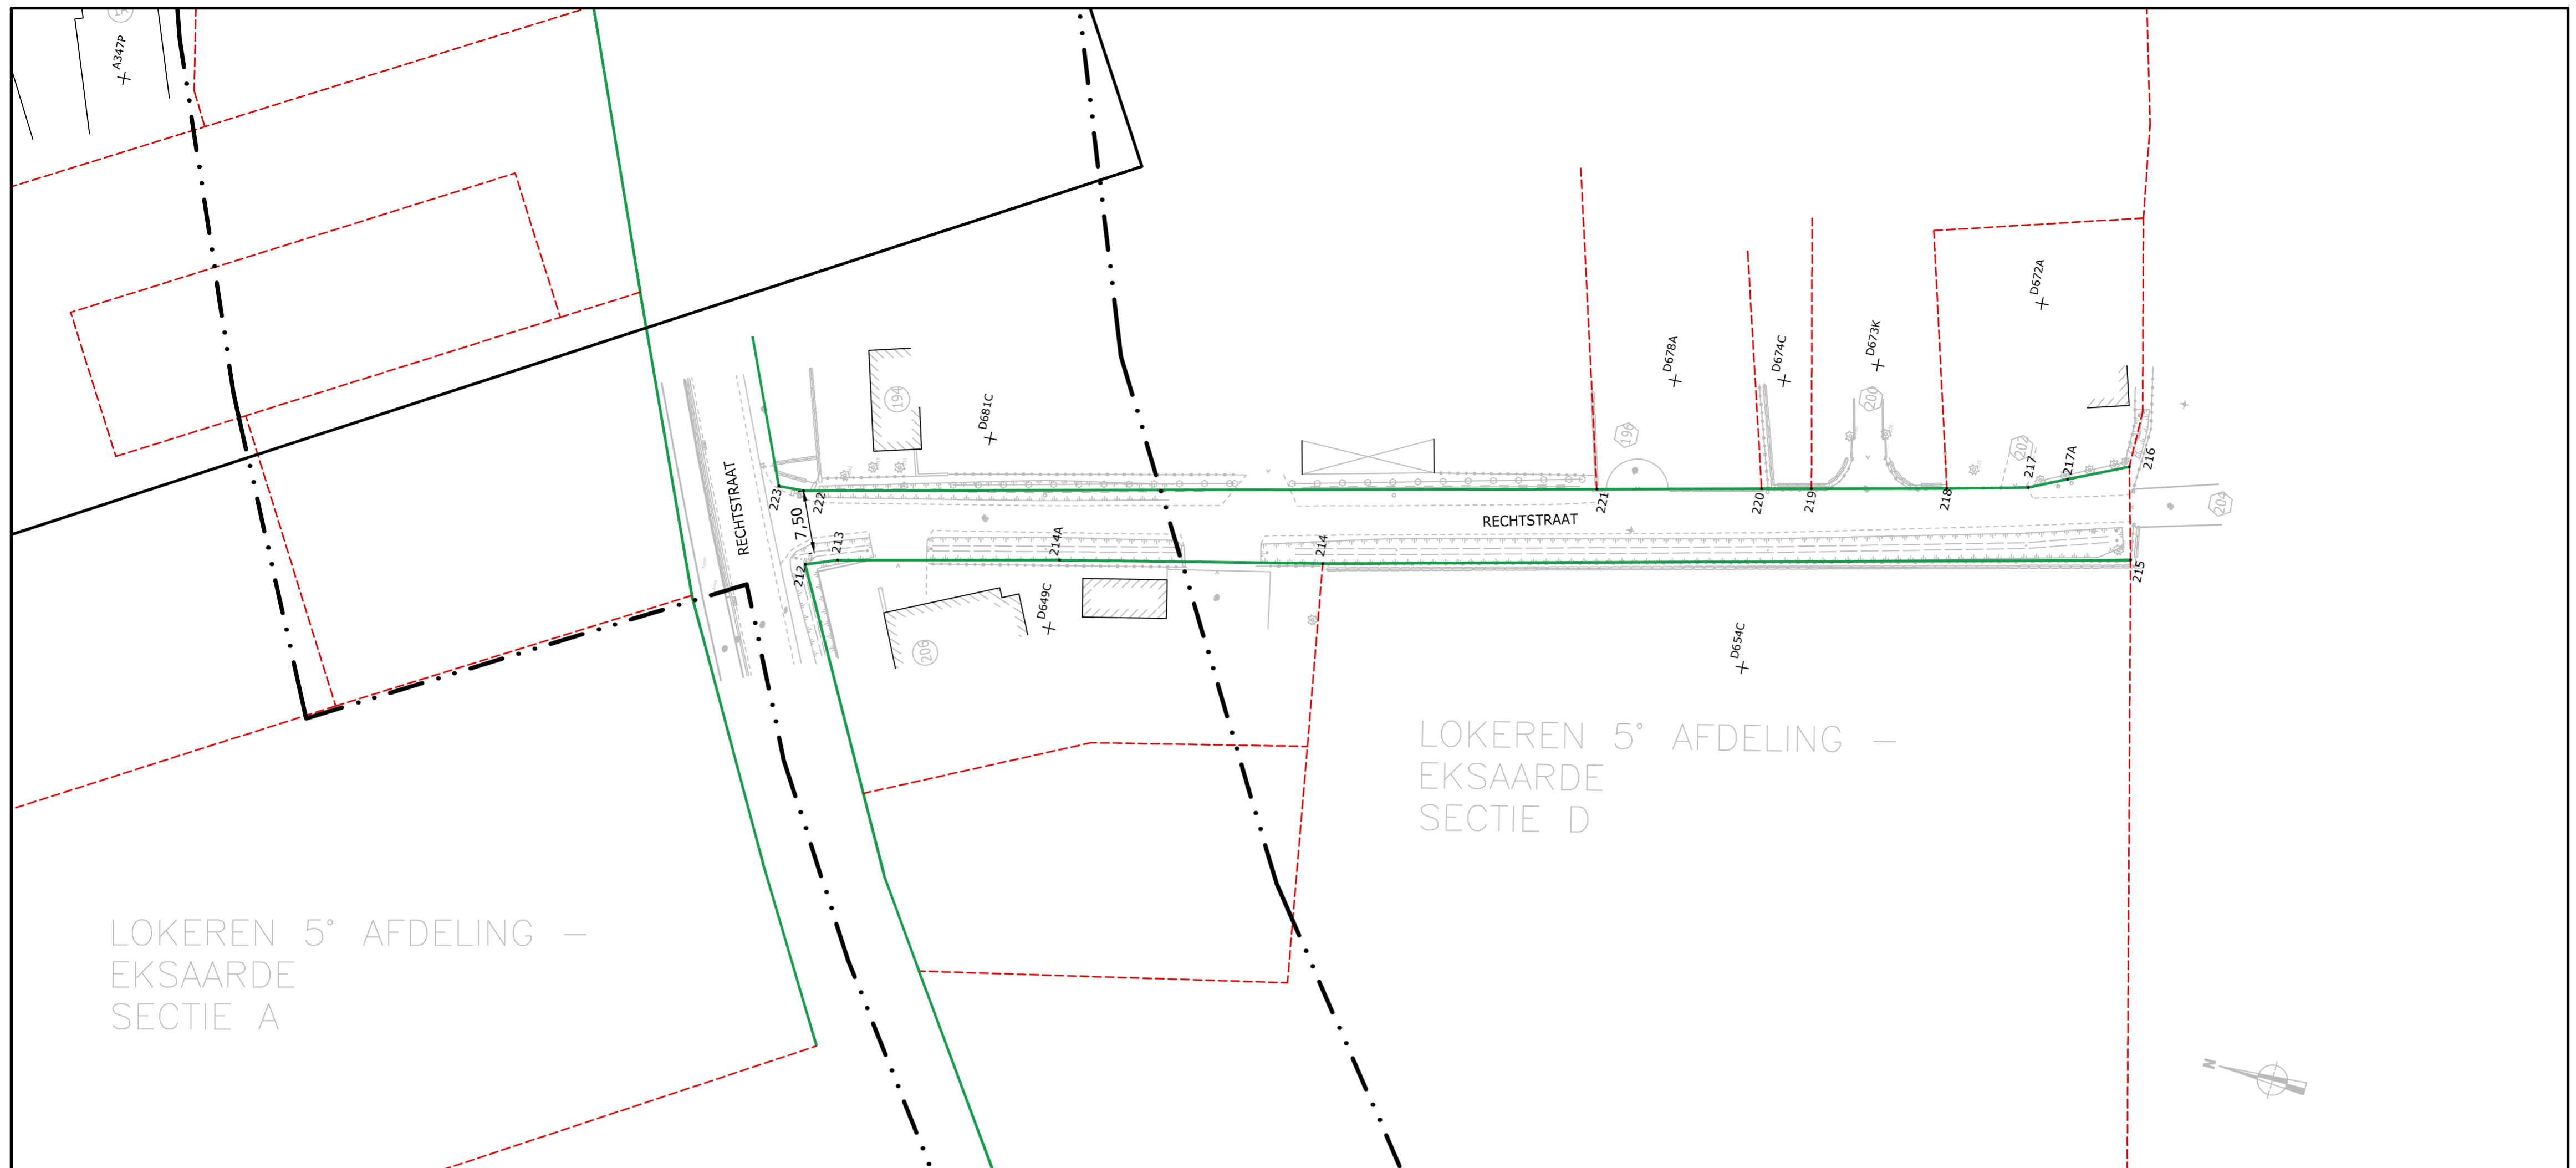 A347P
D672A
D673K
D674C
D678A
D681C
194
200
196
202
217
217A
216
223
222
221
220
219
218
204
RECHTSTRAAT
7,50
RECHTSTRAAT
213
214A
214
212
215
D649C
206
D654C
LOKEREN 5° AFDELING –
EKSAARDE
SECTIE D
LOKEREN 5° AFDELING –
EKSAARDE
SECTIE A
N